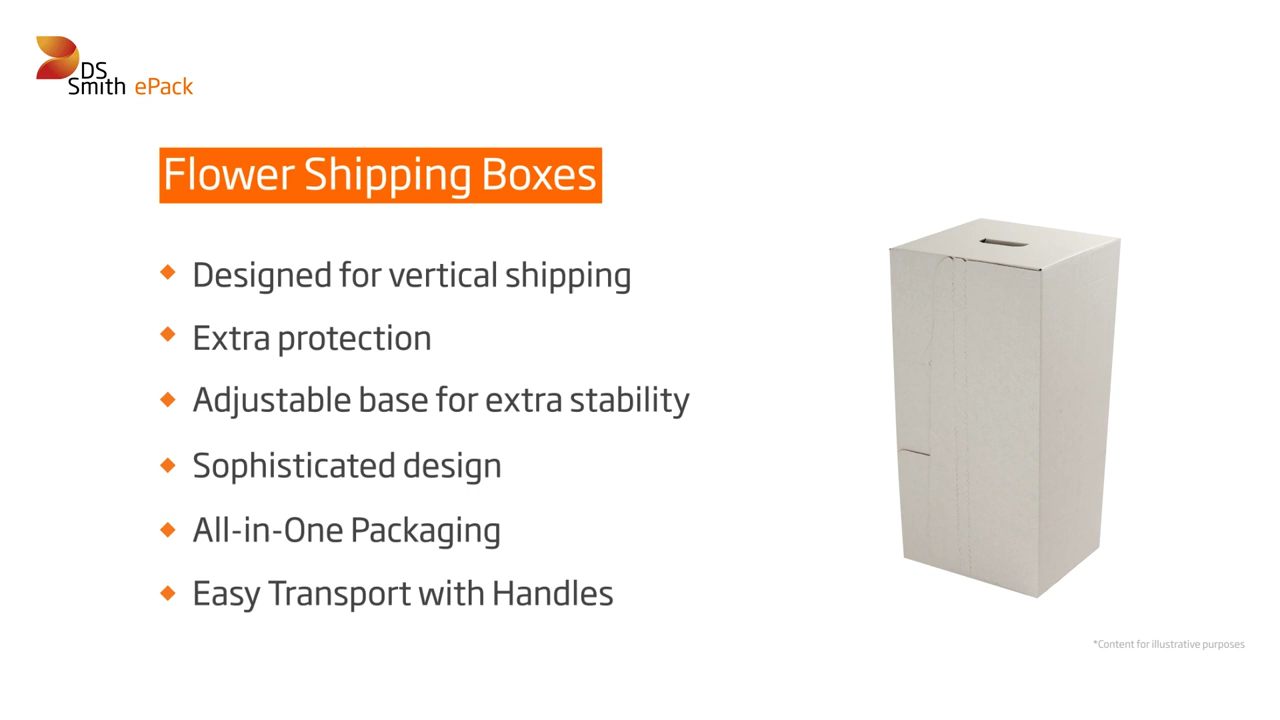 DS
Smith ePack
Flower Shipping Boxes
Designed for vertical shipping
Extra protection
Adjustable base for extra stability
Sophisticated design
All-in-One Packaging
Easy Transport with Handles
*Content for illustrative purposes